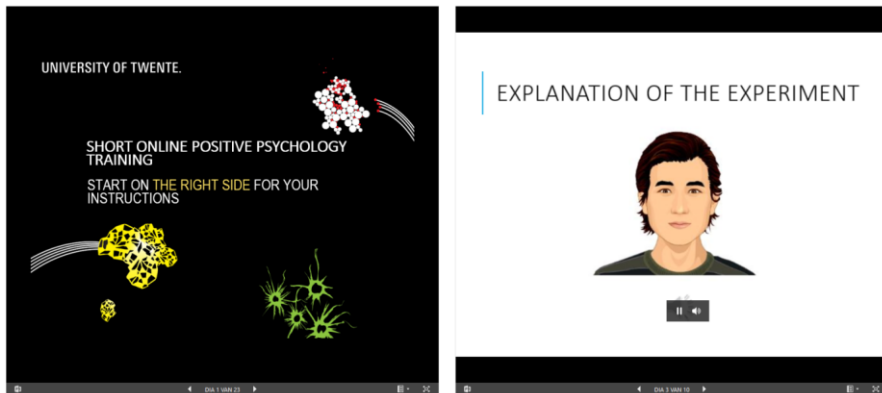 UNIVERSITY OF TWENTE.
SHORT ONLINE POSITIVE PSYCHOLOGY
TRAINING
START ON THE RIGHT SIDE FOR YOUR
INSTRUCTIONS
DIA 1 VAN 23
EXPLANATION OF THE EXPERIMENT
DIA 3 VAN 10